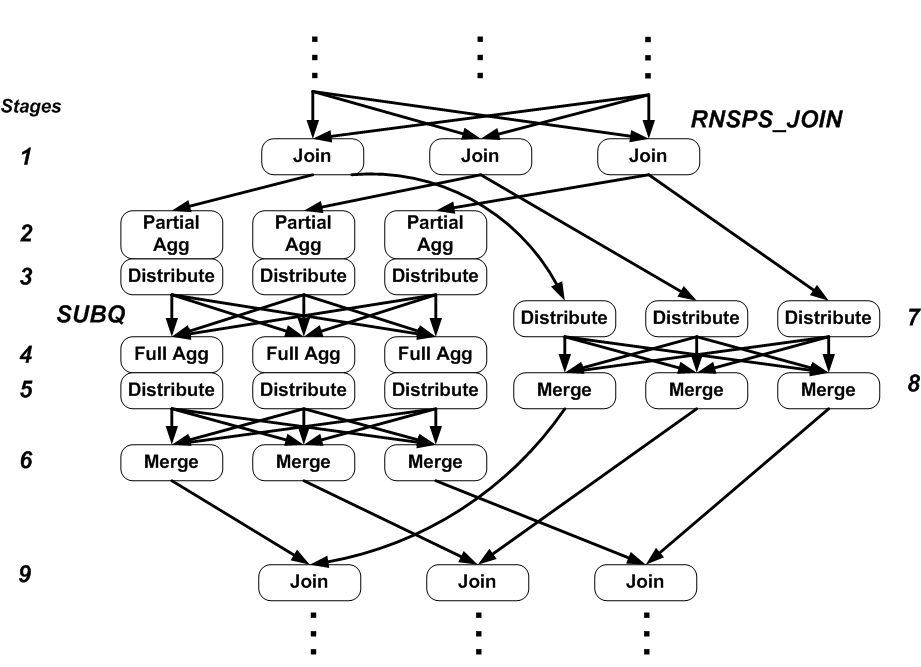 Stages
RNSPS_JOIN
1
Join
Join
Join
2
Partial
Agg
Partial
Agg
Partial
Agg
3
Distribute
Distribute
Distribute
SUBQ
Distribute
Distribute
Distribute
7
4
Full Agg
Full Agg
Full Agg
5
Distribute
Distribute
Distribute
Merge
Merge
Merge
8
6
Merge
Merge
Merge
9
Join
Join
Join